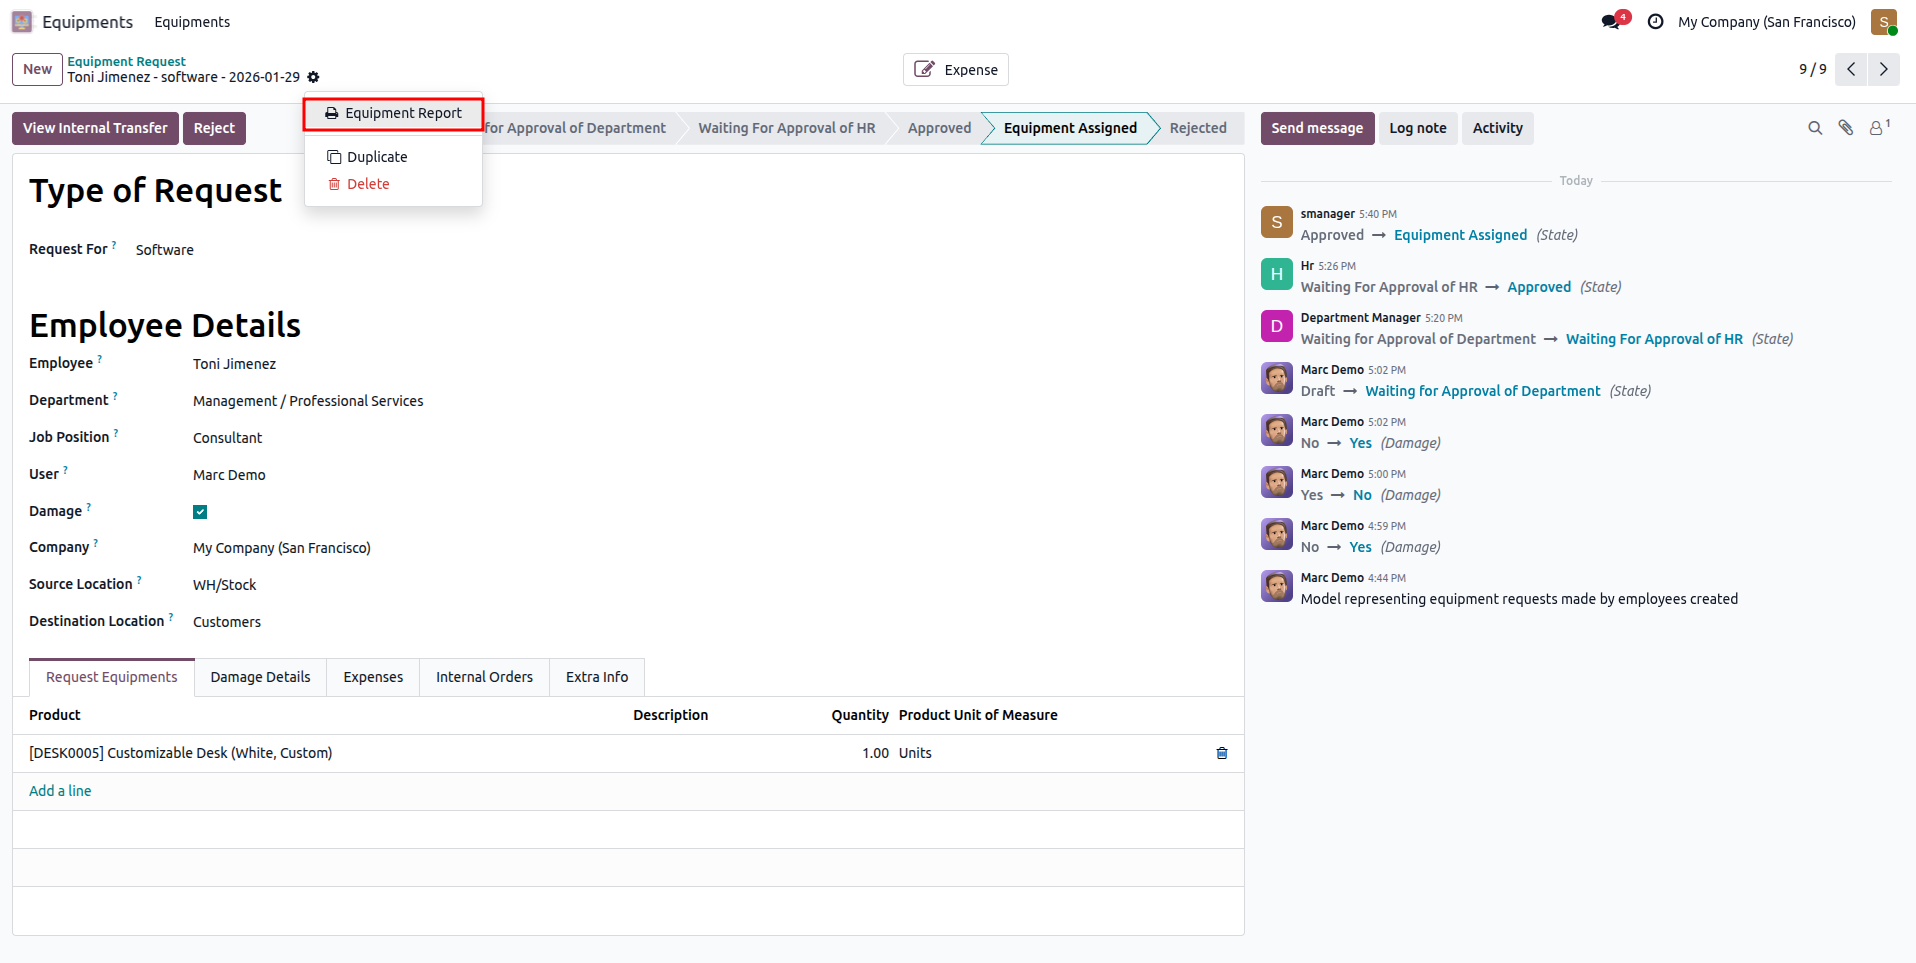 Equipments Equipments 4 My Company (San Francisco) S
New Equipment Request
Toni Jimenez - software - 2026-01-29
Expense
9 / 9
Equipment Report
Duplicate
Delete
View Internal Transfer Reject for Approval of Department Waiting For Approval of HR Approved Equipment Assigned Rejected
Type of Request
Request For ? Software
Employee Details
Employee ? Toni Jimenez
Department ? Management / Professional Services
Job Position ? Consultant
User ? Marc Demo
Damage ?
Company ? My Company (San Francisco)
Source Location ? WH/Stock
Destination Location ? Customers
Request Equipments Damage Details Expenses Internal Orders Extra Info
Product Description Quantity Product Unit of Measure
[DESK0005] Customizable Desk (White, Custom) 1.00 Units
Add a line
Send message Log note Activity 1
Today
S
smanager 5:40 PM
Approved → Equipment Assigned (State)
H
Hr 5:26 PM
Waiting For Approval of HR → Approved (State)
D
Department Manager 5:20 PM
Waiting for Approval of Department → Waiting For Approval of HR (State)
Marc Demo 5:02 PM
Draft → Waiting for Approval of Department (State)
Marc Demo 5:02 PM
No → Yes (Damage)
Marc Demo 5:00 PM
Yes → No (Damage)
Marc Demo 4:59 PM
No → Yes (Damage)
Marc Demo 4:44 PM
Model representing equipment requests made by employees created